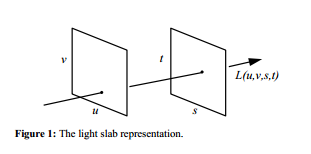 v
t
L(u,v,s,t)
u
s
Figure 1: The light slab representation.